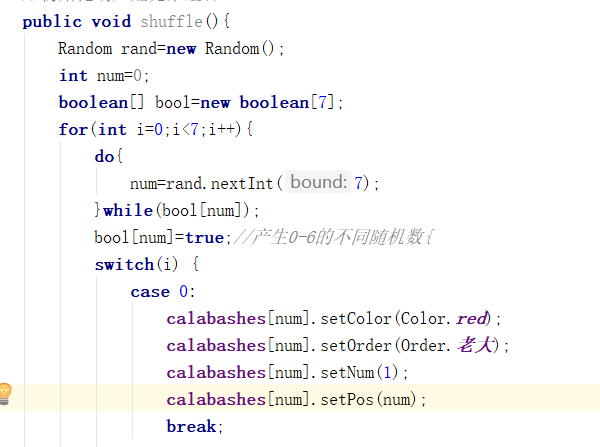 public void shuffle(){
Random rand=new Random();
int num=0;
boolean[] bool=new boolean[7];
for(int i=0;i<7;i++){
do{
num=rand.nextInt( bound: 7);
}while(bool[num]);
bool[num]=true;//产生0-6的不同随机数{
switch(i) {
case 0:
calabashes[num].setColor(Color.red);
calabashes[num].setOrder(Order.老大);
calabashes[num].setNum(1);
calabashes[num].setPos(num);
break;